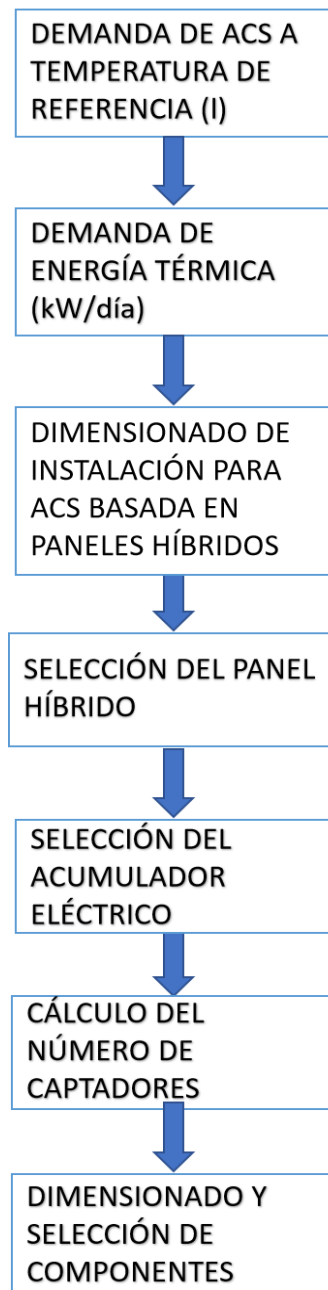 DEMANDA DE ACS A
TEMPERATURA DE
REFERENCIA (l)
DEMANDA DE
ENERGÍA TÉRMICA
(kW/día)
DIMENSIONADO DE
INSTALACIÓN PARA
ACS BASADA EN
PANELES HÍBRIDOS
SELECCIÓN DEL PANEL
HÍBRIDO
SELECCIÓN DEL
ACUMULADOR
ELÉCTRICO
CÁLCULO DEL
NÚMERO DE
CAPTADORES
DIMENSIONADO Y
SELECCIÓN DE
COMPONENTES